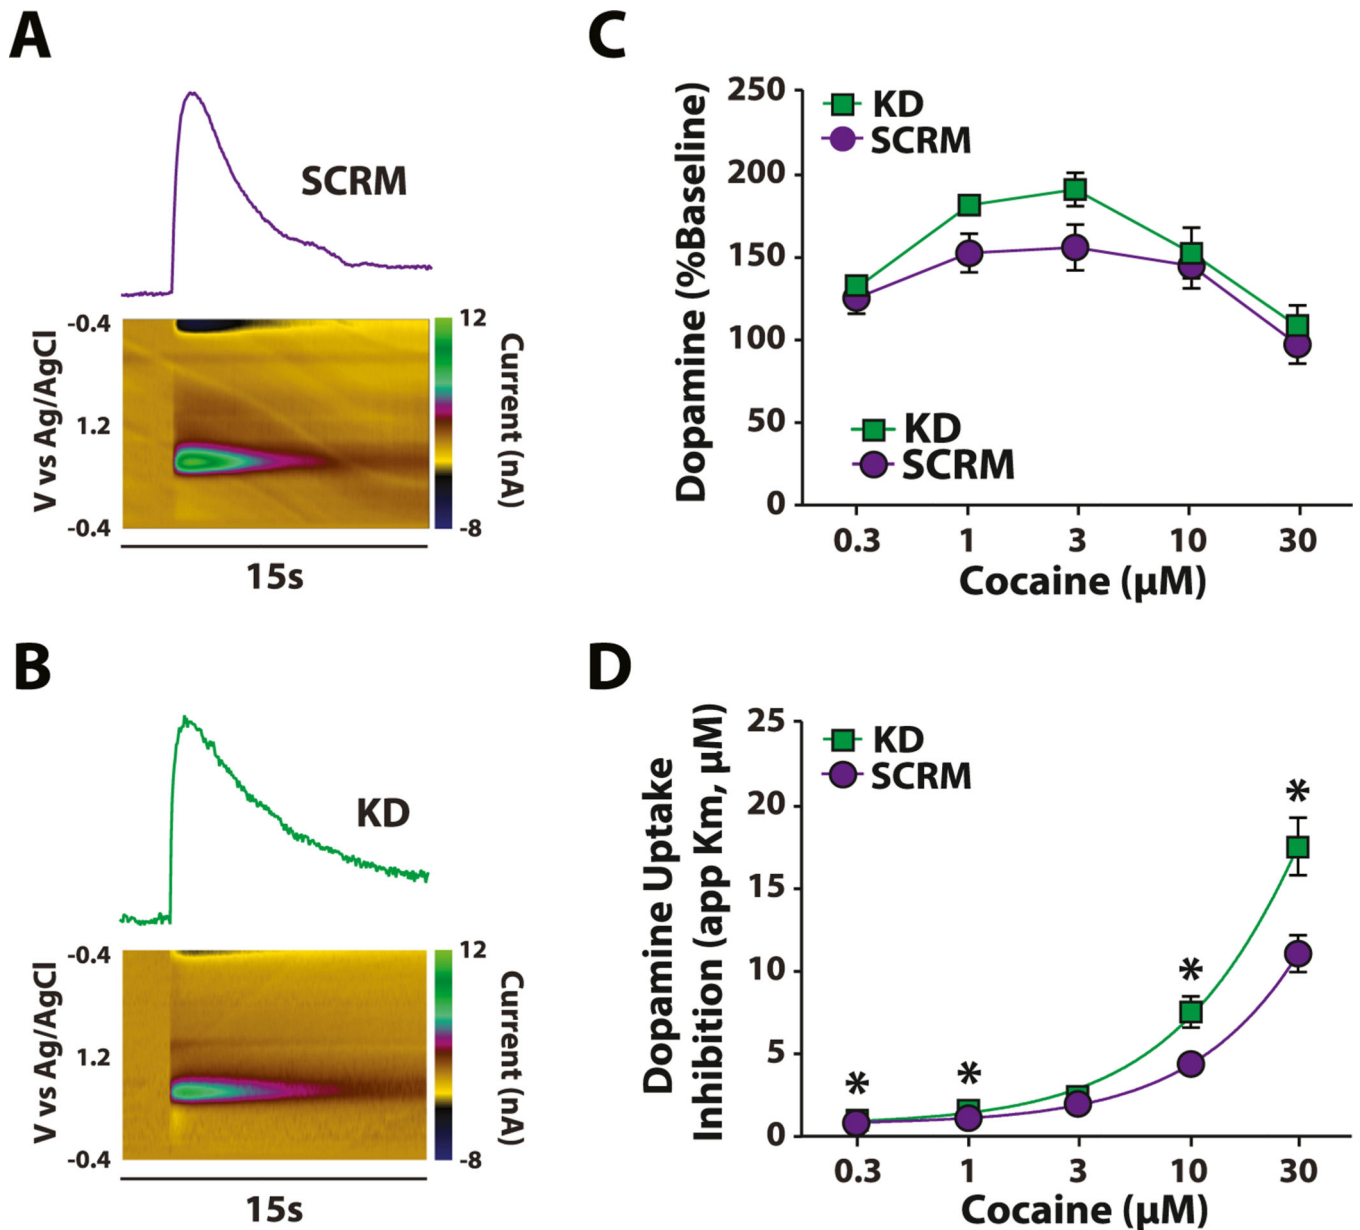 A
SCRM
-0.4
1.2
-0.4
V vs Ag/AgCl
12
-8
Current (nA)
15s
B
KD
-0.4
1.2
-0.4
V vs Ag/AgCl
12
-8
Current (nA)
15s
C
Dopamine (%Baseline)
250
200
150
100
50
0
KD
SCRM
KD
SCRM
0.3 1 3 10 30
Cocaine (μM)
D
Dopamine Uptake
Inhibition (app Km, μM)
25
20
15
10
5
0
KD
SCRM
*
*
*
*
0.3 1 3 10 30
Cocaine (μM)